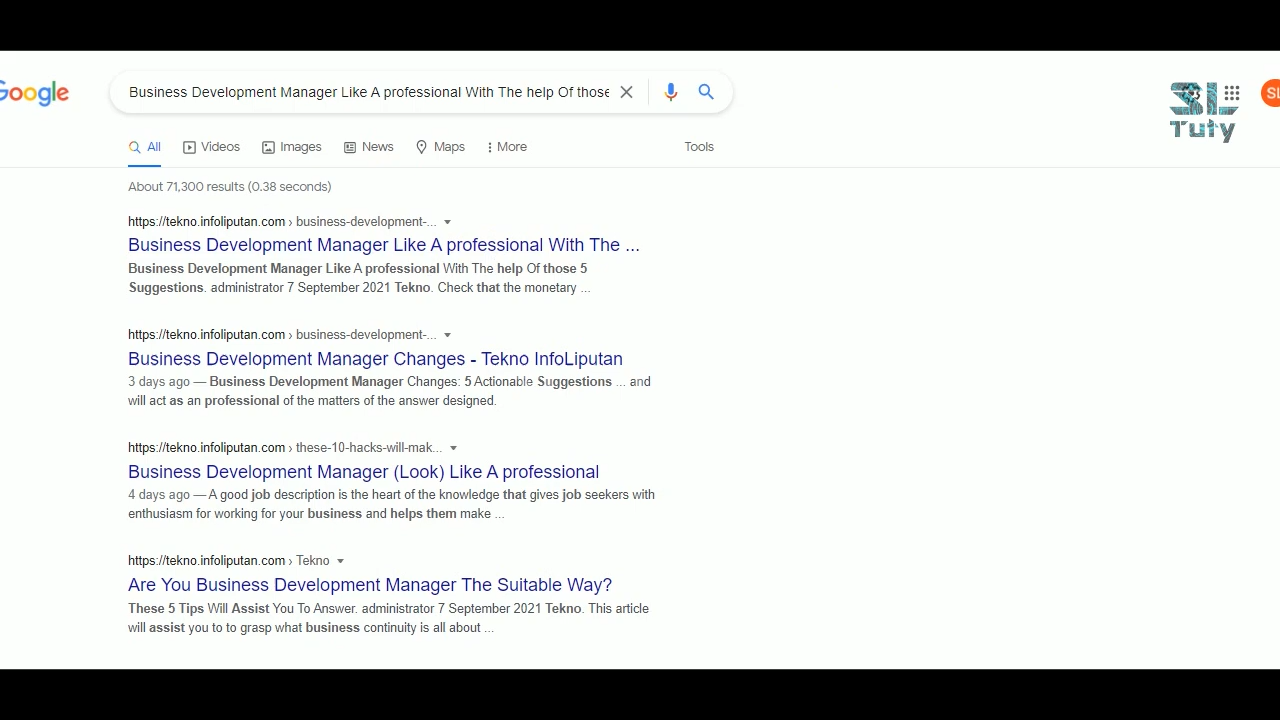 Google
Business Development Manager Like A professional With The help Of those
SL
Tuty
SL
All
Videos
Images
News
Maps
More
Tools
About 71,300 results (0.38 seconds)
https://tekno.infoliputan.com › business-development-...
Business Development Manager Like A professional With The ...
Business Development Manager Like A professional With The help Of those 5
Suggestions. administrator 7 September 2021 Tekno. Check that the monetary ...
https://tekno.infoliputan.com › business-development-...
Business Development Manager Changes - Tekno InfoLiputan
3 days ago — Business Development Manager Changes: 5 Actionable Suggestions ... and
will act as an professional of the matters of the answer designed.
https://tekno.infoliputan.com › these-10-hacks-will-mak...
Business Development Manager (Look) Like A professional
4 days ago — A good job description is the heart of the knowledge that gives job seekers with
enthusiasm for working for your business and helps them make ...
https://tekno.infoliputan.com › Tekno
Are You Business Development Manager The Suitable Way?
These 5 Tips Will Assist You To Answer. administrator 7 September 2021 Tekno. This article
will assist you to to grasp what business continuity is all about ...